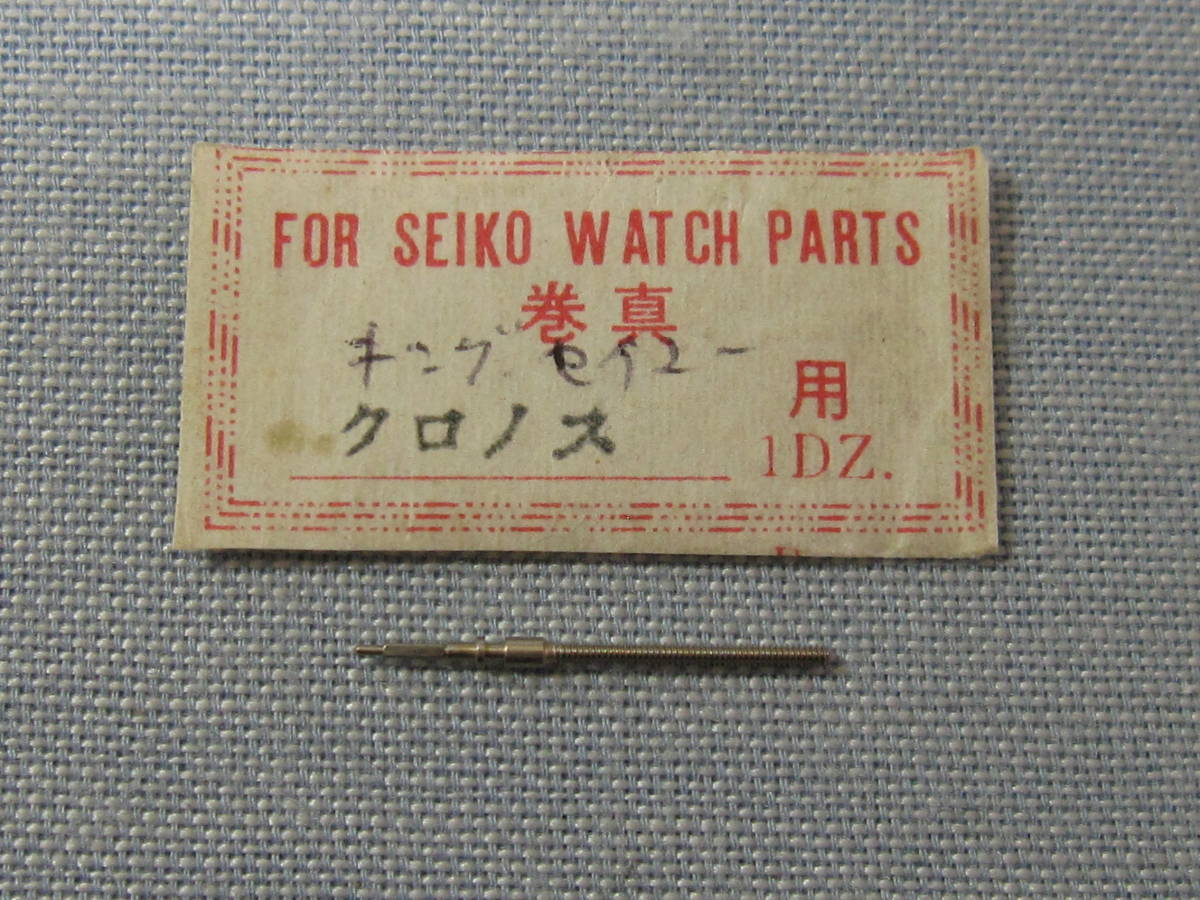 FOR SEIKO WATCH PARTS
巻真
キング セイコー
クロノス
用
1DZ.